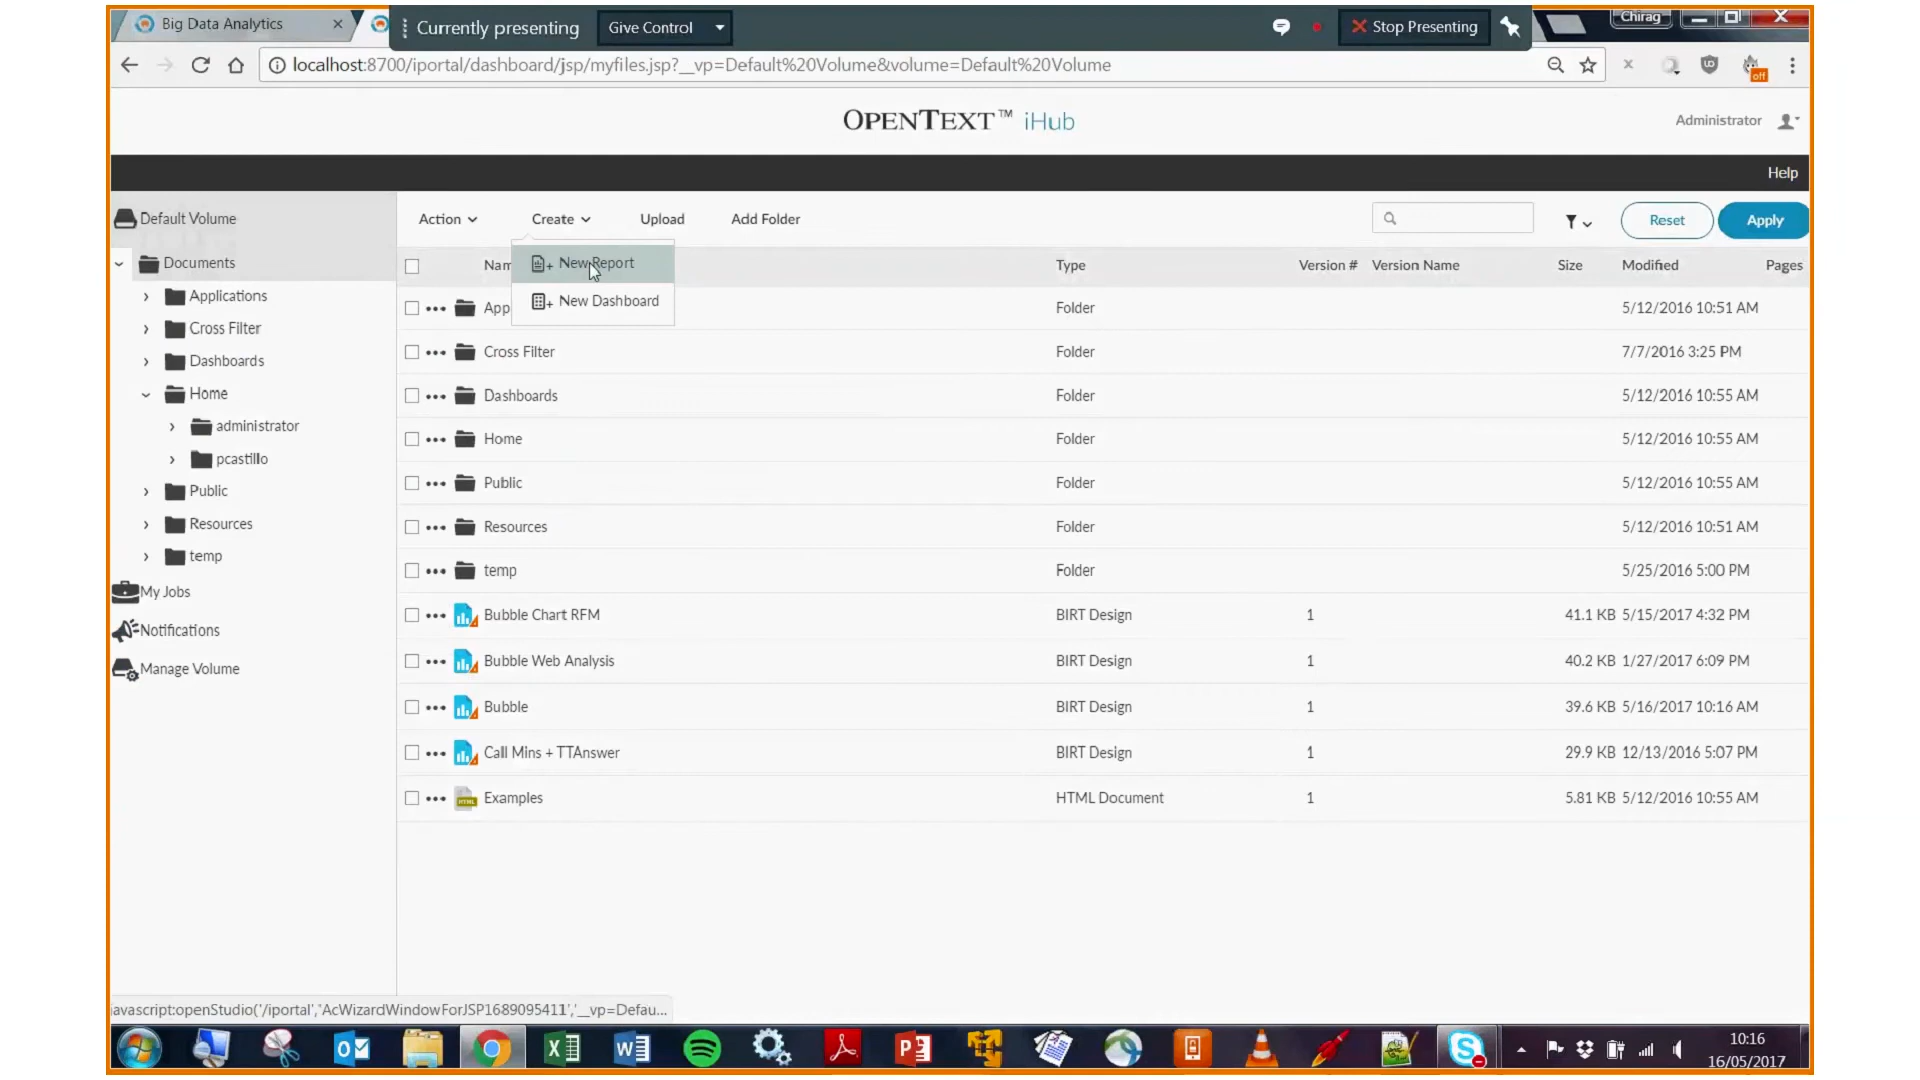 Big Data Analytics
Currently presenting
Give Control
Stop Presenting
Chirag
localhost:8700/iportal/dashboard/jsp/myfiles.jsp?__vp=Default%20Volume&volume=Default%20Volume
off
OPENTEXT™ iHub
Administrator
Help
Default Volume
Action
Create
Upload
Add Folder
Reset
Apply
Documents
Applications
Cross Filter
Dashboards
Home
administrator
pcastillo
Public
Resources
temp
My Jobs
Notifications
Manage Volume
New Report
New Dashboard
Nam Type Version # Version Name Size Modified Pages
App Folder 5/12/2016 10:51 AM
Cross Filter Folder 7/7/2016 3:25 PM
Dashboards Folder 5/12/2016 10:55 AM
Home Folder 5/12/2016 10:55 AM
Public Folder 5/12/2016 10:55 AM
Resources Folder 5/12/2016 10:51 AM
temp Folder 5/25/2016 5:00 PM
Bubble Chart RFM BIRT Design 1 41.1 KB 5/15/2017 4:32 PM
Bubble Web Analysis BIRT Design 1 40.2 KB 1/27/2017 6:09 PM
Bubble BIRT Design 1 39.6 KB 5/16/2017 10:16 AM
Call Mins + TTAnswer BIRT Design 1 29.9 KB 12/13/2016 5:07 PM
Examples HTML Document 1 5.81 KB 5/12/2016 10:55 AM
avascript:openStudio('/iportal','AcWizardWindowForJSP1689095411','__vp=Defau...
10:16
16/05/2017